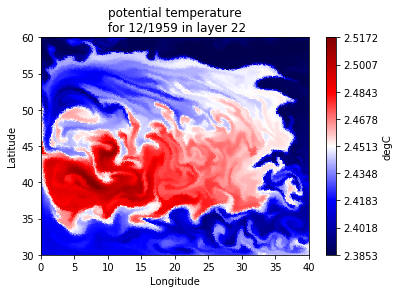 potential temperature
for 12/1959 in layer 22
60
55
50
45
40
35
30
Latitude
0 5 10 15 20 25 30 35 40
Longitude
2.5172
2.5007
2.4843
2.4678
2.4513
2.4348
2.4183
2.4018
2.3853
degC